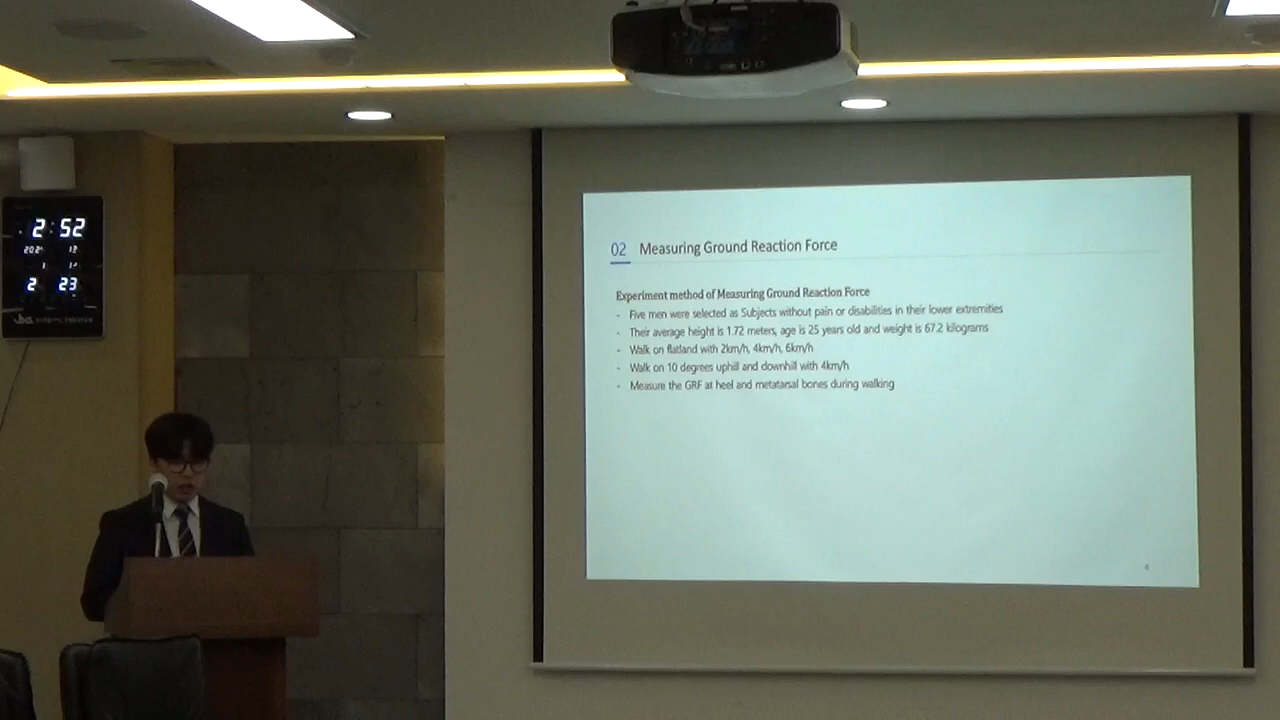 2:52
2 23
02 Measuring Ground Reaction Force
Experiment method of Measuring Ground Reaction Force
- Five men were selected as Subjects without pain or disabilities in their lower extremities
- Their average height is 1.72 meters, age is 25 years old and weight is 67.2 kilograms
- Walk on flatland with 2km/h, 4km/h, 6km/h
- Walk on 10 degrees uphill and downhill with 4km/h
- Measure the GRF at heel and metatarsal bones during walking